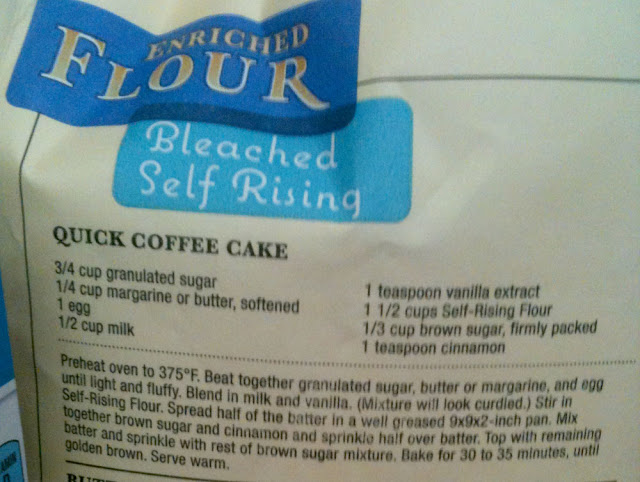 ENRICHED
FLOUR
Bleached
Self Rising
QUICK COFFEE CAKE
3/4 cup granulated sugar
1/4 cup margarine or butter, softened
1 egg
1/2 cup milk
1 teaspoon vanilla extract
1 1/2 cups Self-Rising Flour
1/3 cup brown sugar, firmly packed
1 teaspoon cinnamon
Preheat oven to 375°F. Beat together granulated sugar, butter or margarine, and egg
until light and fluffy. Blend in milk and vanilla. (Mixture will look curdled.) Stir in
Self-Rising Flour. Spread half of the batter in a well greased 9x9x2-inch pan. Mix
together brown sugar and cinnamon and sprinkle half over batter. Top with remaining
batter and sprinkle with rest of brown sugar mixture. Bake for 30 to 35 minutes, until
golden brown. Serve warm.